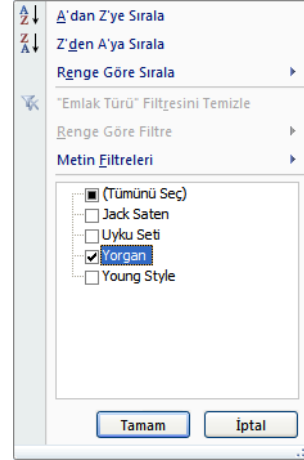 A'dan Z'ye Sırala
Z'den A'ya Sırala
Renge Göre Sırala
"Emlak Türü" Filtresini Temizle
Renge Göre Filtre
Metin Filtreleri
(Tümünü Seç)
Jack Saten
Uyku Seti
Yorgan
Young Style
Tamam
İptal